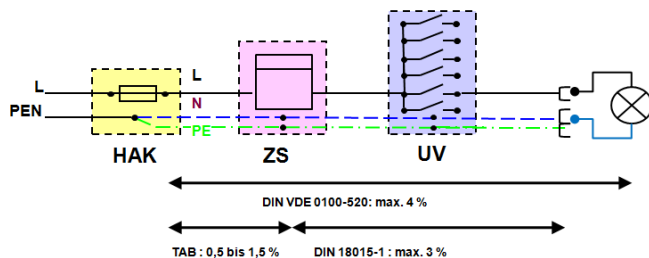 L
L
N
PEN
PE
HAK
ZS
UV
DIN VDE 0100-520: max. 4 %
TAB : 0,5 bis 1,5 %
DIN 18015-1 : max. 3 %